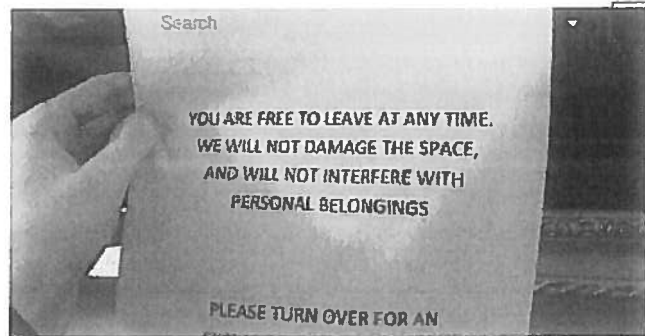 Search
YOU ARE FREE TO LEAVE AT ANY TIME.
WE WILL NOT DAMAGE THE SPACE,
AND WILL NOT INTERFERE WITH
PERSONAL BELONGINGS
PLEASE TURN OVER FOR AN